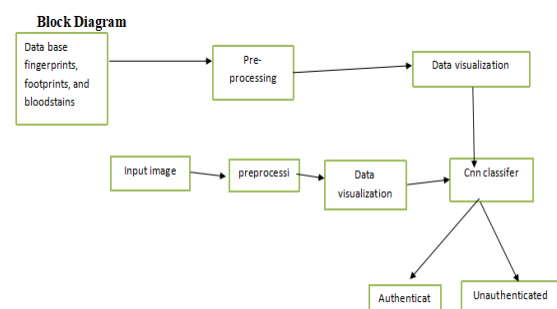 Block Diagram
Data base
fingerprints,
footprints, and
bloodstains
Pre-
processing
Data visualization
Input image
preprocessi
Data
visualization
Cnn classifer
Authenticat
Unauthenticated